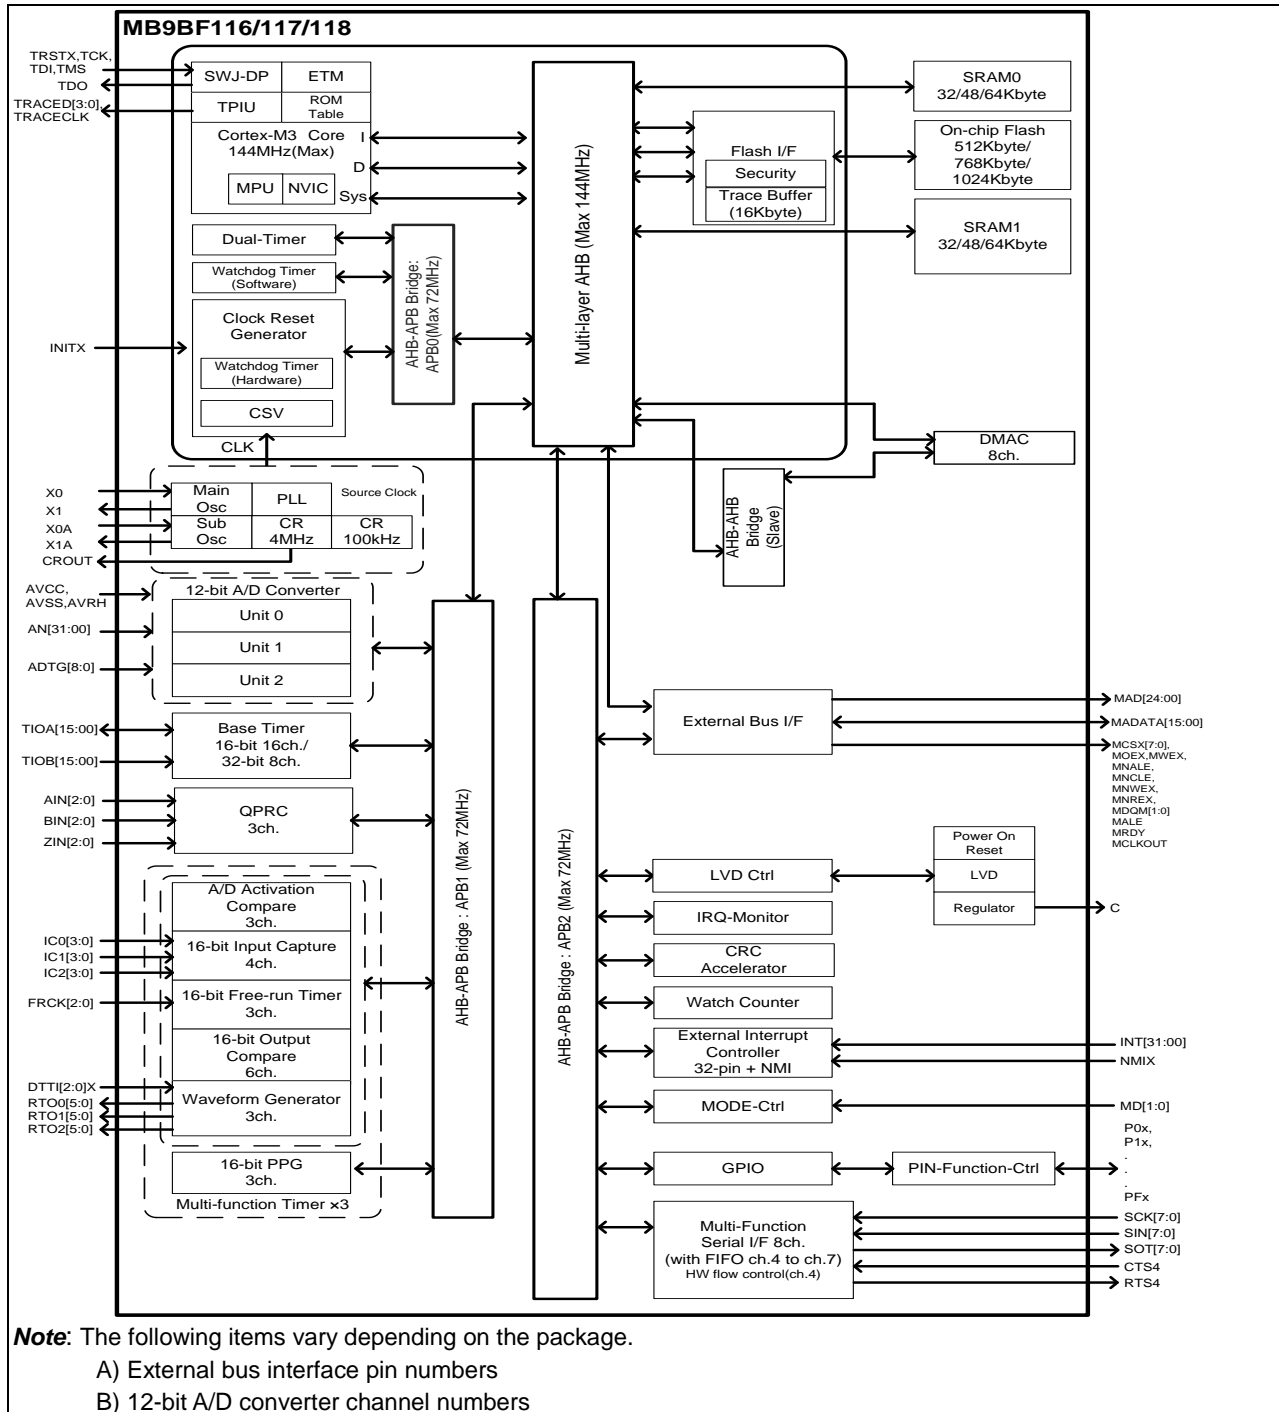 MB9BF116/117/118
TRSTX,TCK,
TDI,TMS
TDO
TRACED[3:0],
TRACECLK
SWJ-DP
ETM
TPIU
ROM
Table
Cortex-M3 Core
144MHz(Max)
I
D
Sys
MPU
NVIC
Dual-Timer
Watchdog Timer
(Software)
Clock Reset
Generator
Watchdog Timer
(Hardware)
CSV
CLK
INITX
AHB-APB Bridge:
APB0(Max 72MHz)
Multi-layer AHB (Max 144MHz)
Flash I/F
Security
Trace Buffer
(16Kbyte)
SRAM0
32/48/64Kbyte
On-chip Flash
512Kbyte/
768Kbyte/
1024Kbyte
SRAM1
32/48/64Kbyte
DMAC
8ch.
AHB-AHB
Bridge
(Slave)
X0
X1
X0A
X1A
CROUT
Main
Osc
PLL
Source Clock
Sub
Osc
CR
4MHz
CR
100kHz
AVCC,
AVSS,AVRH
AN[31:00]
ADTG[8:0]
12-bit A/D Converter
Unit 0
Unit 1
Unit 2
TIOA[15:00]
TIOB[15:00]
Base Timer
16-bit 16ch./
32-bit 8ch.
AIN[2:0]
BIN[2:0]
ZIN[2:0]
QPRC
3ch.
A/D Activation
Compare
3ch.
IC0[3:0]
IC1[3:0]
IC2[3:0]
16-bit Input Capture
4ch.
FRCK[2:0]
16-bit Free-run Timer
3ch.
16-bit Output
Compare
6ch.
DTTI[2:0]X
RTO0[5:0]
RTO1[5:0]
RTO2[5:0]
Waveform Generator
3ch.
16-bit PPG
3ch.
Multi-function Timer ×3
AHB-APB Bridge : APB1 (Max 72MHz)
AHB-APB Bridge : APB2 (Max 72MHz)
External Bus I/F
MAD[24:00]
MADATA[15:00]
MCSX[7:0],
MOEX,MWEX,
MNALE,
MNCLE,
MNWEX,
MNREX,
MDQM[1:0]
MALE
MRDY
MCLKOUT
LVD Ctrl
Power On
Reset
LVD
Regulator
C
IRQ-Monitor
CRC
Accelerator
Watch Counter
External Interrupt
Controller
32-pin + NMI
INT[31:00]
NMIX
MODE-Ctrl
MD[1:0]
GPIO
PIN-Function-Ctrl
P0x,
P1x,
.
.
.
PFx
Multi-Function
Serial I/F 8ch.
(with FIFO ch.4 to ch.7)
HW flow control(ch.4)
SCK[7:0]
SIN[7:0]
SOT[7:0]
CTS4
RTS4
Note: The following items vary depending on the package.
A) External bus interface pin numbers
B) 12-bit A/D converter channel numbers